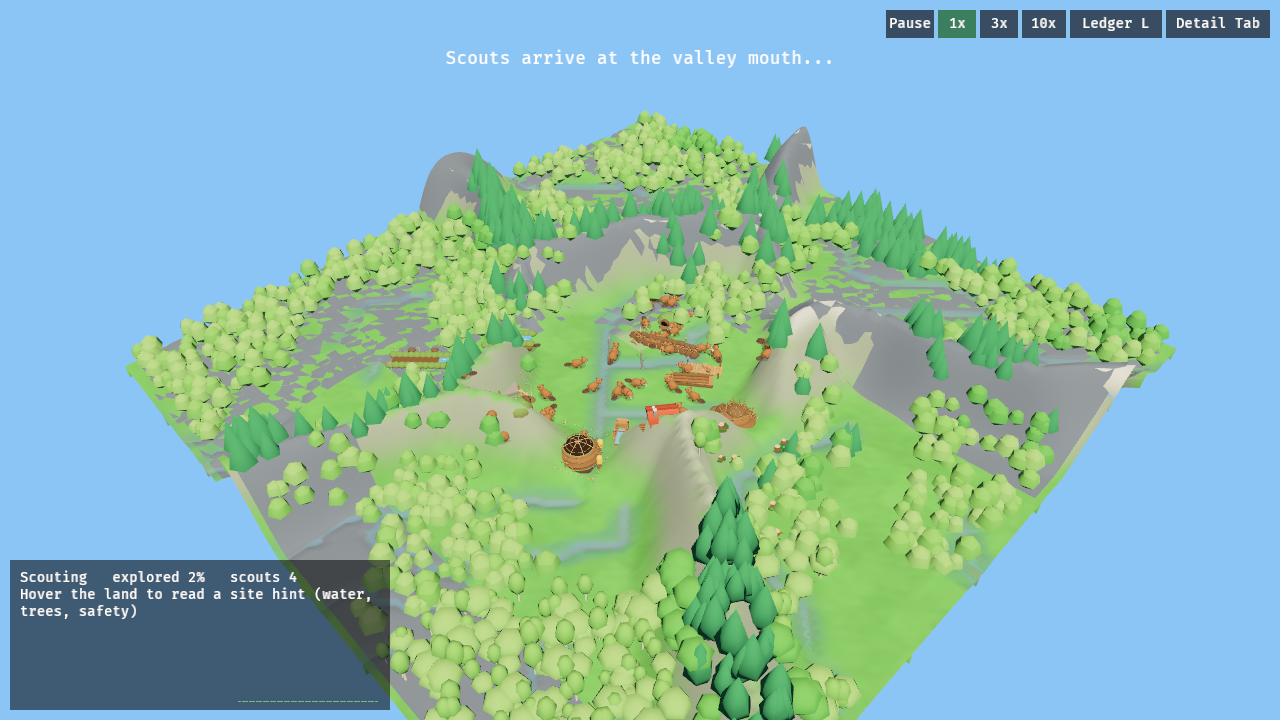 Pause 1x 3x 10x Ledger L Detail Tab
Scouts arrive at the valley mouth...
Scouting explored 2% scouts 4
Hover the land to read a site hint (water,
trees, safety)